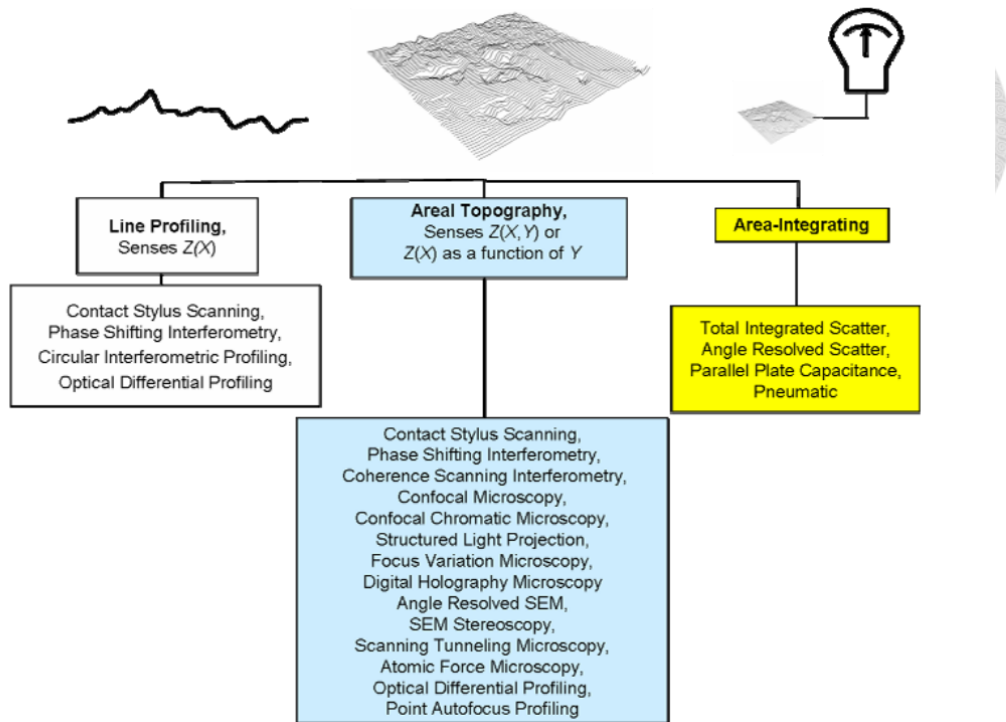 Line Profiling,
Senses Z(X)
Contact Stylus Scanning,
Phase Shifting Interferometry,
Circular Interferometric Profiling,
Optical Differential Profiling
Areal Topography,
Senses Z(X,Y) or
Z(X) as a function of Y
Contact Stylus Scanning,
Phase Shifting Interferometry,
Coherence Scanning Interferometry,
Confocal Microscopy,
Confocal Chromatic Microscopy,
Structured Light Projection,
Focus Variation Microscopy,
Digital Holography Microscopy
Angle Resolved SEM,
SEM Stereoscopy,
Scanning Tunneling Microscopy,
Atomic Force Microscopy,
Optical Differential Profiling,
Point Autofocus Profiling
Area-Integrating
Total Integrated Scatter,
Angle Resolved Scatter,
Parallel Plate Capacitance,
Pneumatic